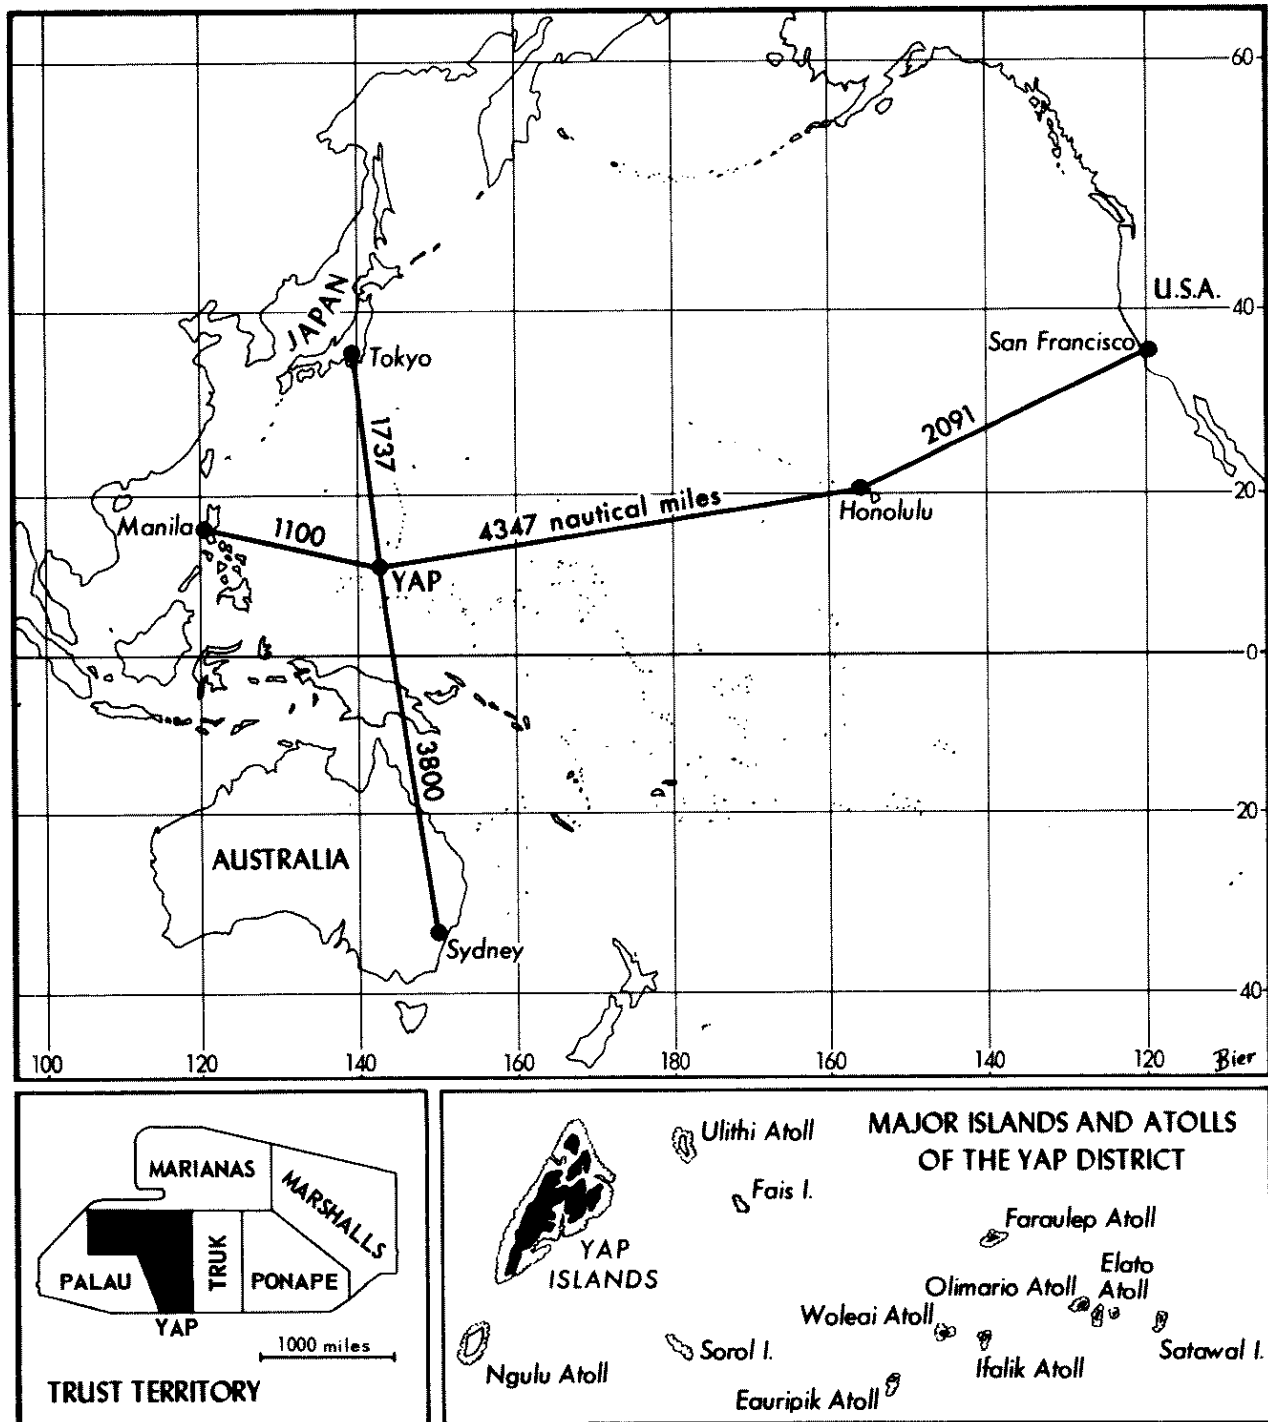 60
JAPAN
U.S.A.
40
San Francisco
Tokyo
1737
2091
20
Manila
1100
4347 nautical miles
Honolulu
YAP
0
3800
20
AUSTRALIA
Sydney
40
100
120
140
160
180
160
140
120
Bier
MARIANAS
MARSHALLS
TRUK
PALAU
PONAPE
YAP
1000 miles
TRUST TERRITORY
MAJOR ISLANDS AND ATOLLS
OF THE YAP DISTRICT
Ulithi Atoll
Fais I.
YAP
ISLANDS
Faraulep Atoll
Elato
Atoll
Olimario Atoll
Woleai Atoll
Ngulu Atoll
Sorol I.
Ifalik Atoll
Satawal I.
Eauripik Atoll